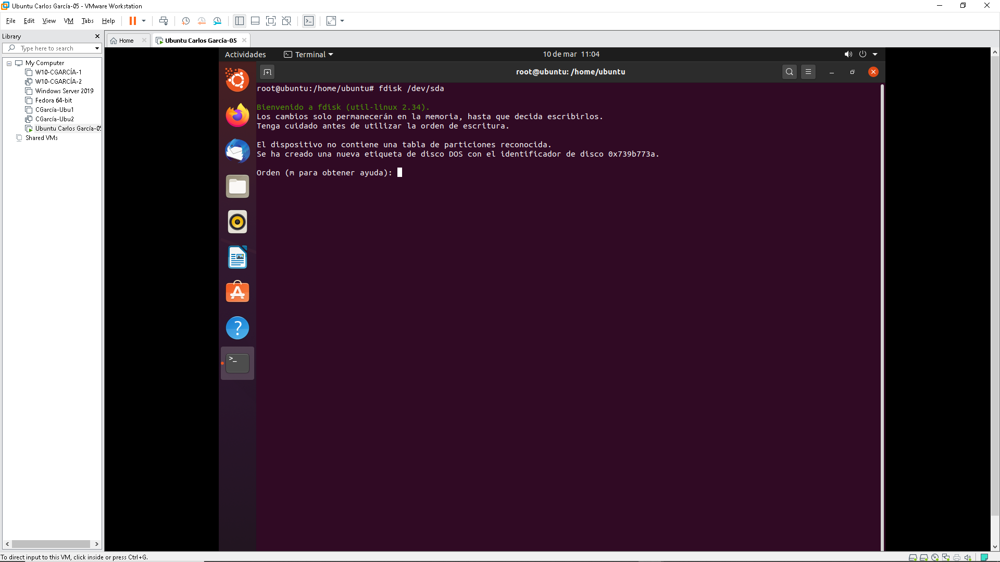 Ubuntu Carlos García-05 - VMware Workstation
File Edit View VM Tabs Help
Library
Type here to search
My Computer
W10-CGARCÍA-1
W10-CGARCÍA-2
Windows Server 2019
Fedora 64-bit
CGarcía-Ubu1
CGarcía-Ubu2
Ubuntu Carlos García-05
Shared VMs
Home
Ubuntu Carlos García-05
Actividades
Terminal
10 de mar 11:04
root@ubuntu: /home/ubuntu
root@ubuntu:/home/ubuntu# fdisk /dev/sda
Bienvenido a fdisk (util-linux 2.34).
Los cambios solo permanecerán en la memoria, hasta que decida escribirlos.
Tenga cuidado antes de utilizar la orden de escritura.
El dispositivo no contiene una tabla de particiones reconocida.
Se ha creado una nueva etiqueta de disco DOS con el identificador de disco 0x739b773a.
Orden (m para obtener ayuda):
To direct input to this VM, click inside or press Ctrl+G.